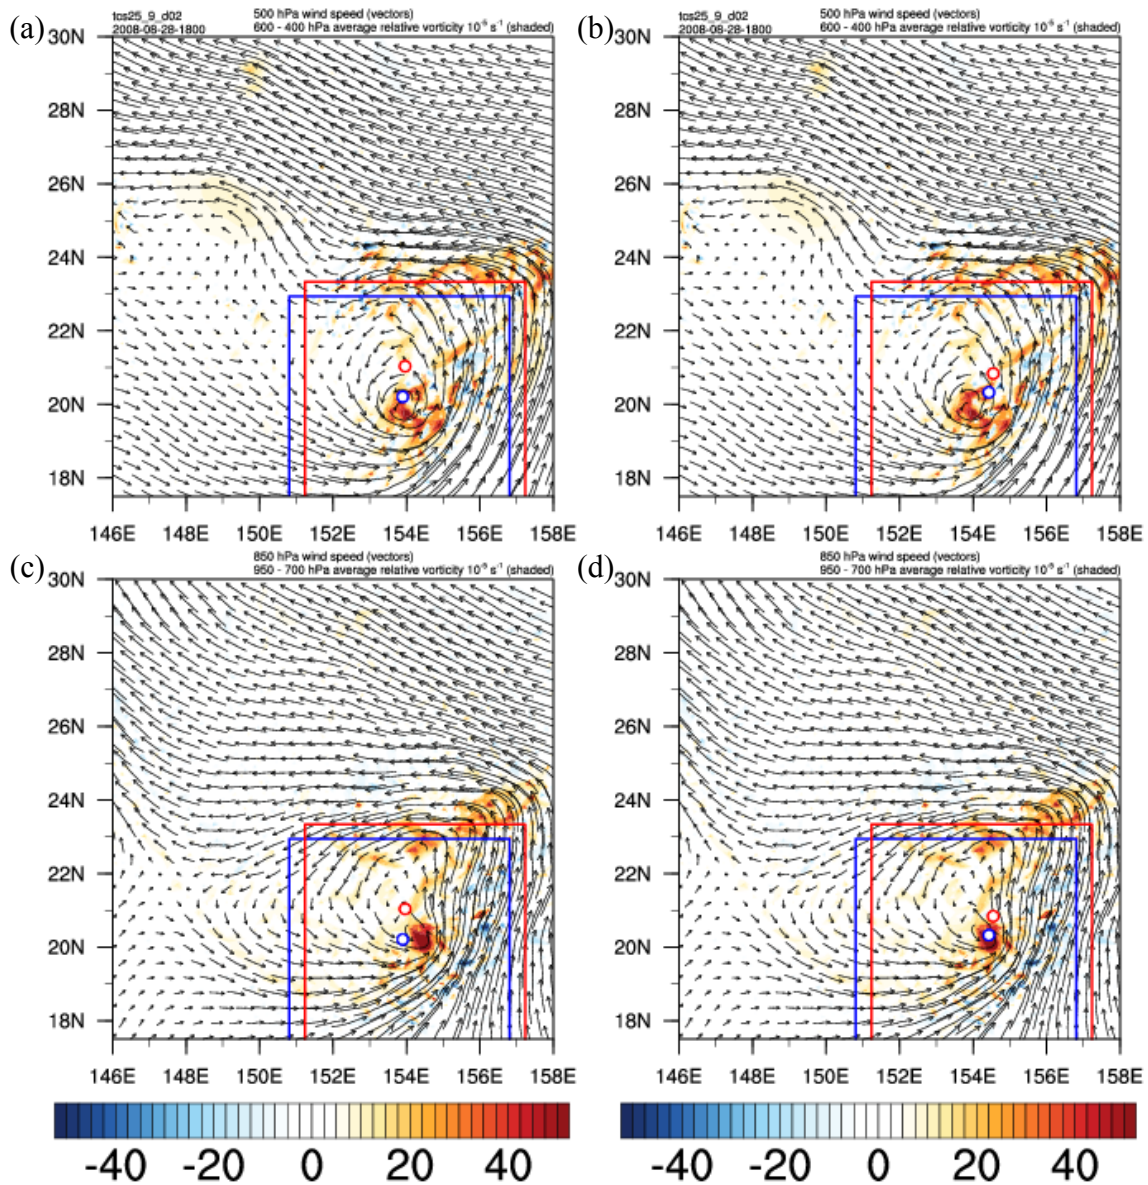 (a)
tcs25_9_d02
2008-08-28-1800
500 hPa wind speed (vectors)
600 - 400 hPa average relative vorticity 10⁻⁵ s⁻¹ (shaded)
30N
28N
26N
24N
22N
20N
18N
146E 148E 150E 152E 154E 156E 158E
(b)
tcs25_9_d02
2008-08-28-1800
500 hPa wind speed (vectors)
600 - 400 hPa average relative vorticity 10⁻⁵ s⁻¹ (shaded)
30N
28N
26N
24N
22N
20N
18N
146E 148E 150E 152E 154E 156E 158E
(c)
850 hPa wind speed (vectors)
950 - 700 hPa average relative vorticity 10⁻⁵ s⁻¹ (shaded)
30N
28N
26N
24N
22N
20N
18N
146E 148E 150E 152E 154E 156E 158E
(d)
850 hPa wind speed (vectors)
950 - 700 hPa average relative vorticity 10⁻⁵ s⁻¹ (shaded)
30N
28N
26N
24N
22N
20N
18N
146E 148E 150E 152E 154E 156E 158E
-40 -20 0 20 40
-40 -20 0 20 40